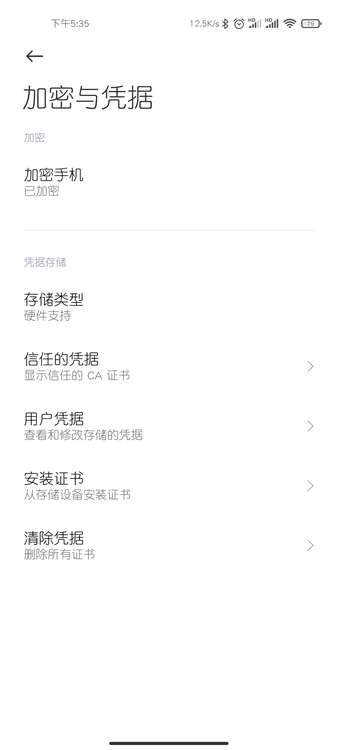 下午5:35 12.5K/s HD HD 79
加密与凭据
加密
加密手机
已加密
凭据存储
存储类型
硬件支持
信任的凭据
显示信任的 CA 证书
用户凭据
查看和修改存储的凭据
安装证书
从存储设备安装证书
清除凭据
删除所有证书